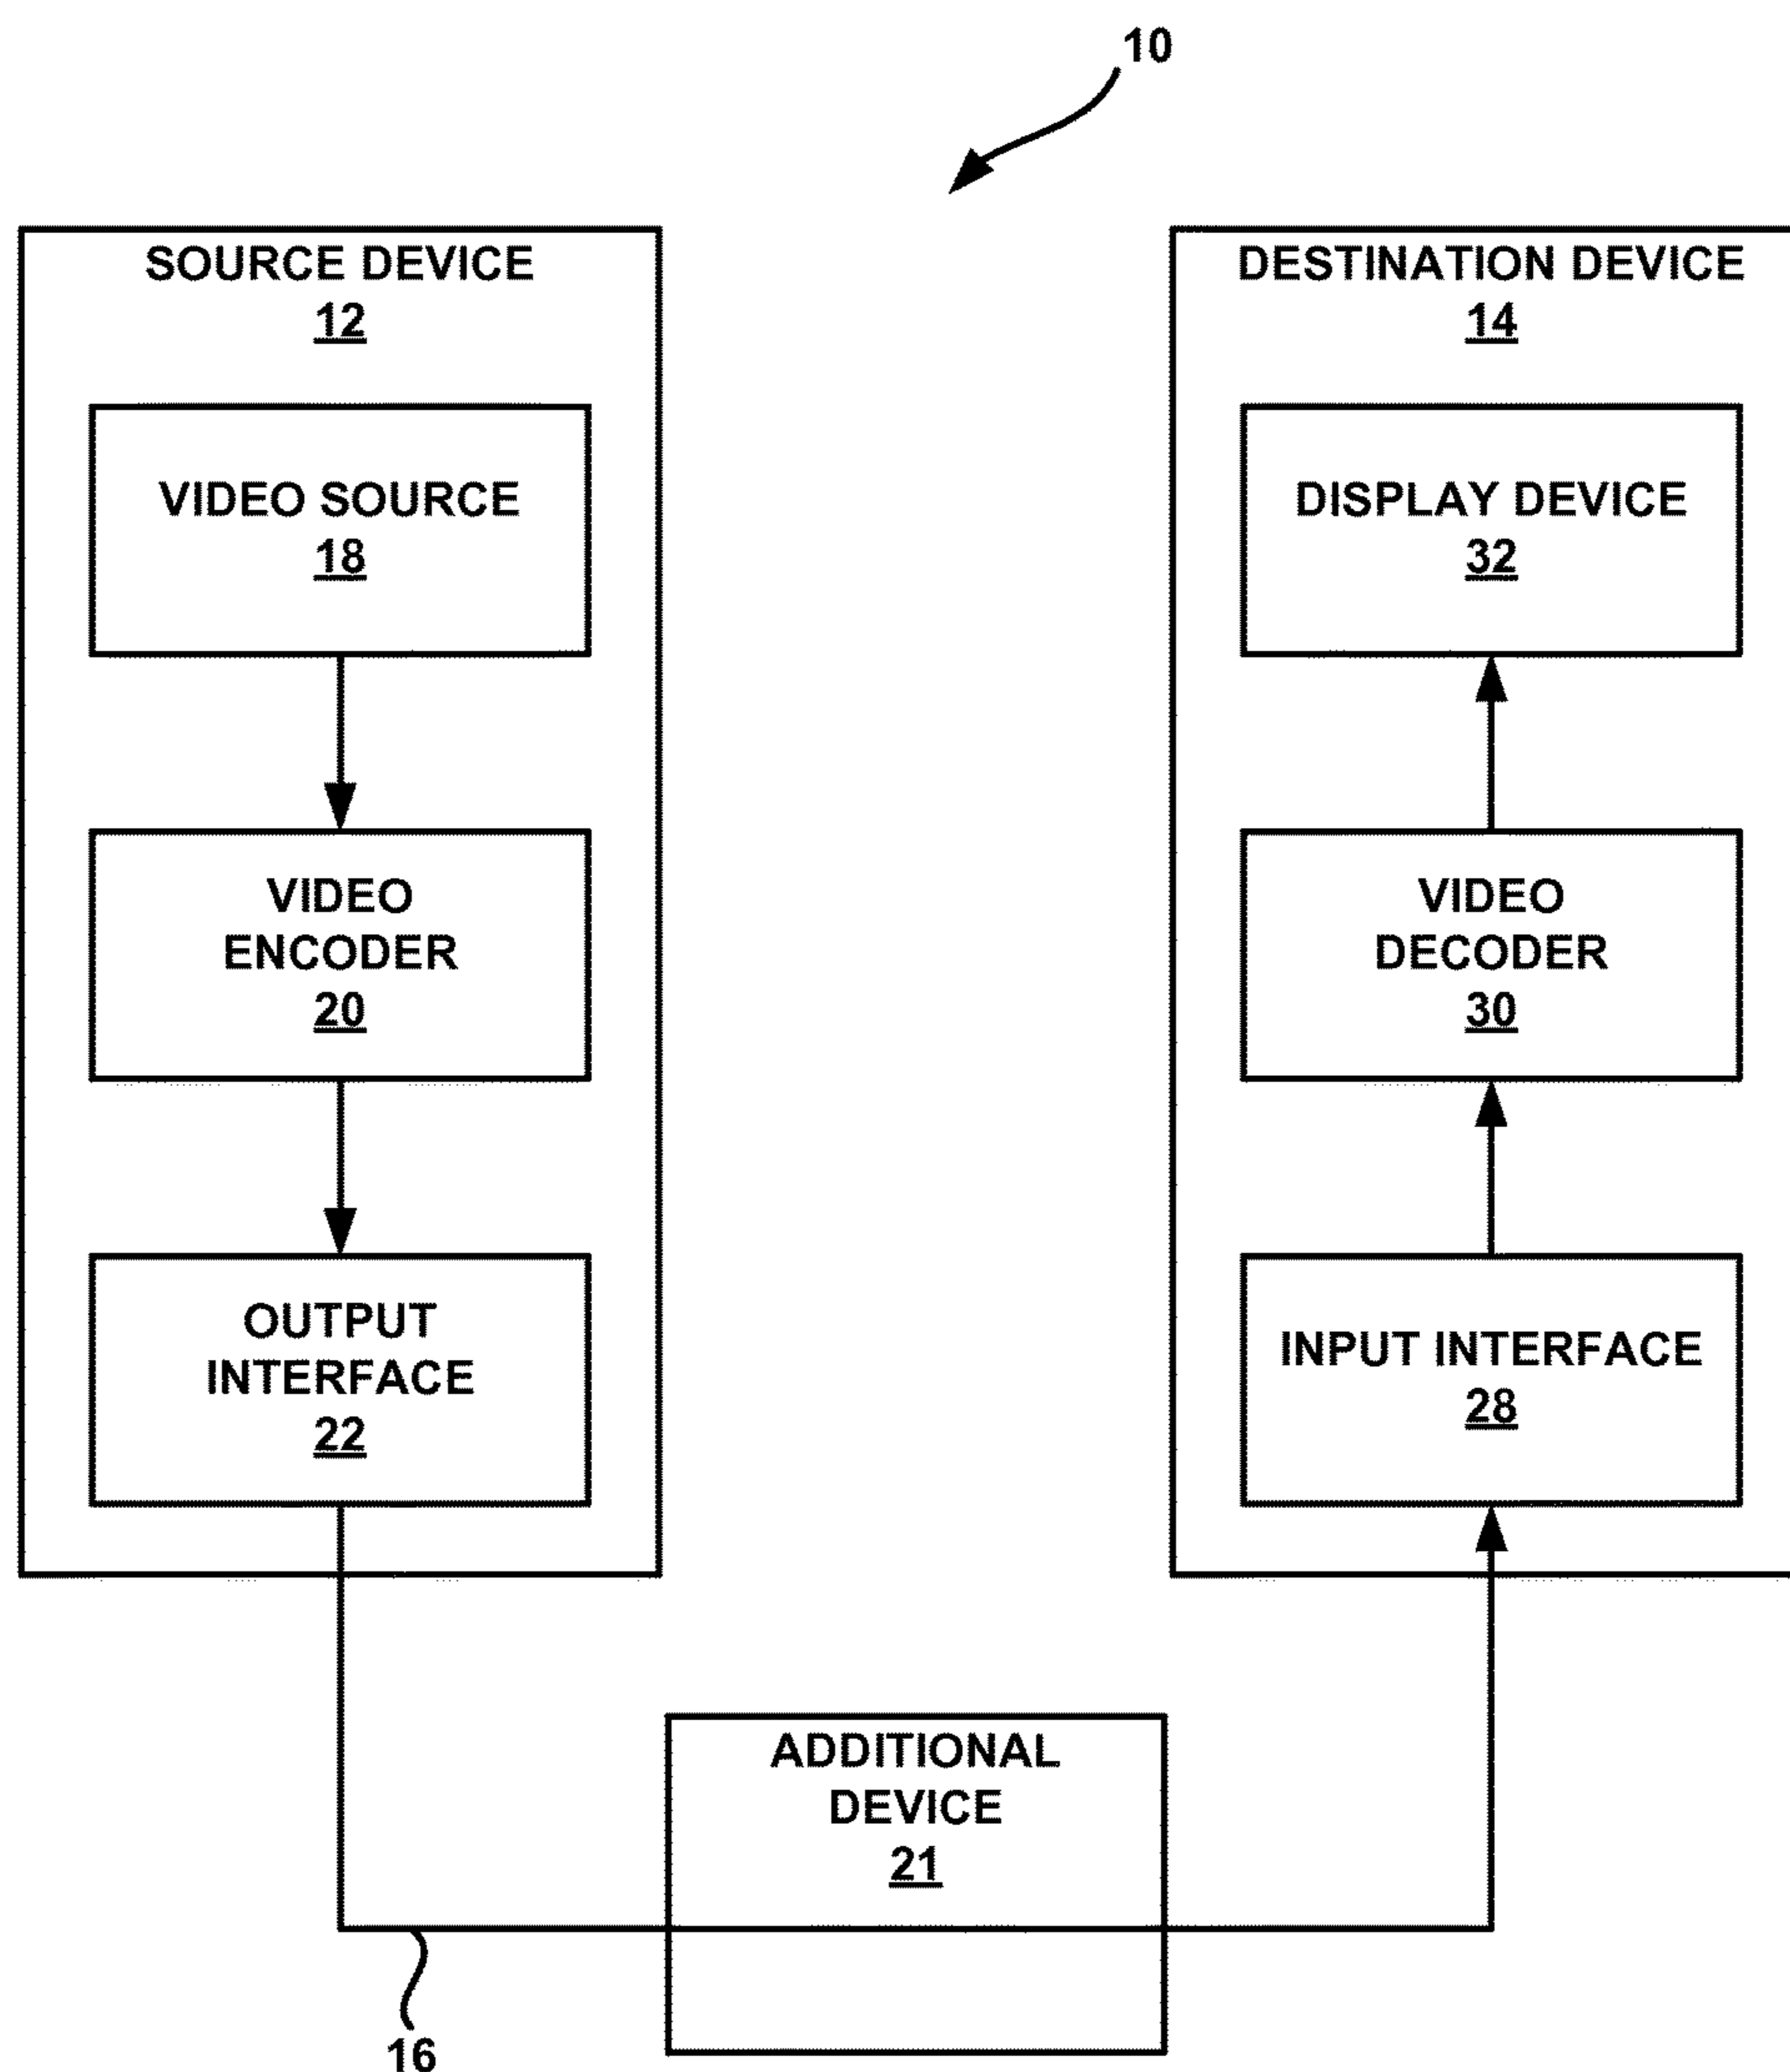 10
SOURCE DEVICE
12
VIDEO SOURCE
18
VIDEO
ENCODER
20
OUTPUT
INTERFACE
22
DESTINATION DEVICE
14
DISPLAY DEVICE
32
VIDEO
DECODER
30
INPUT INTERFACE
28
ADDITIONAL
DEVICE
21
16